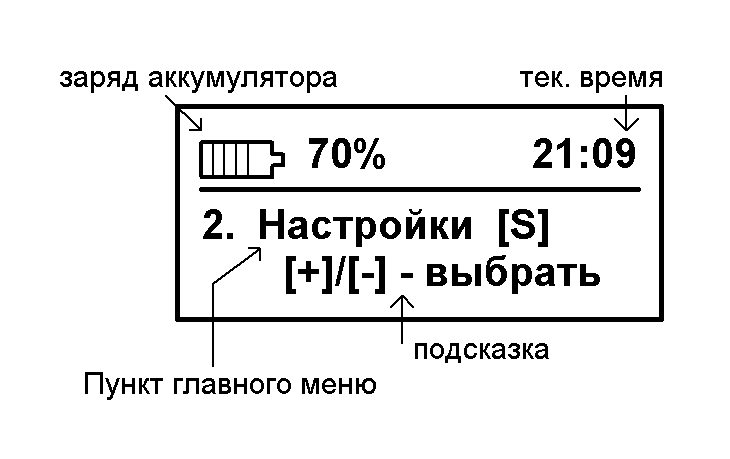 заряд аккумулятора
тек. время
70%
21:09
2. Настройки [S]
[+]/[-] - выбрать
подсказка
Пункт главного меню